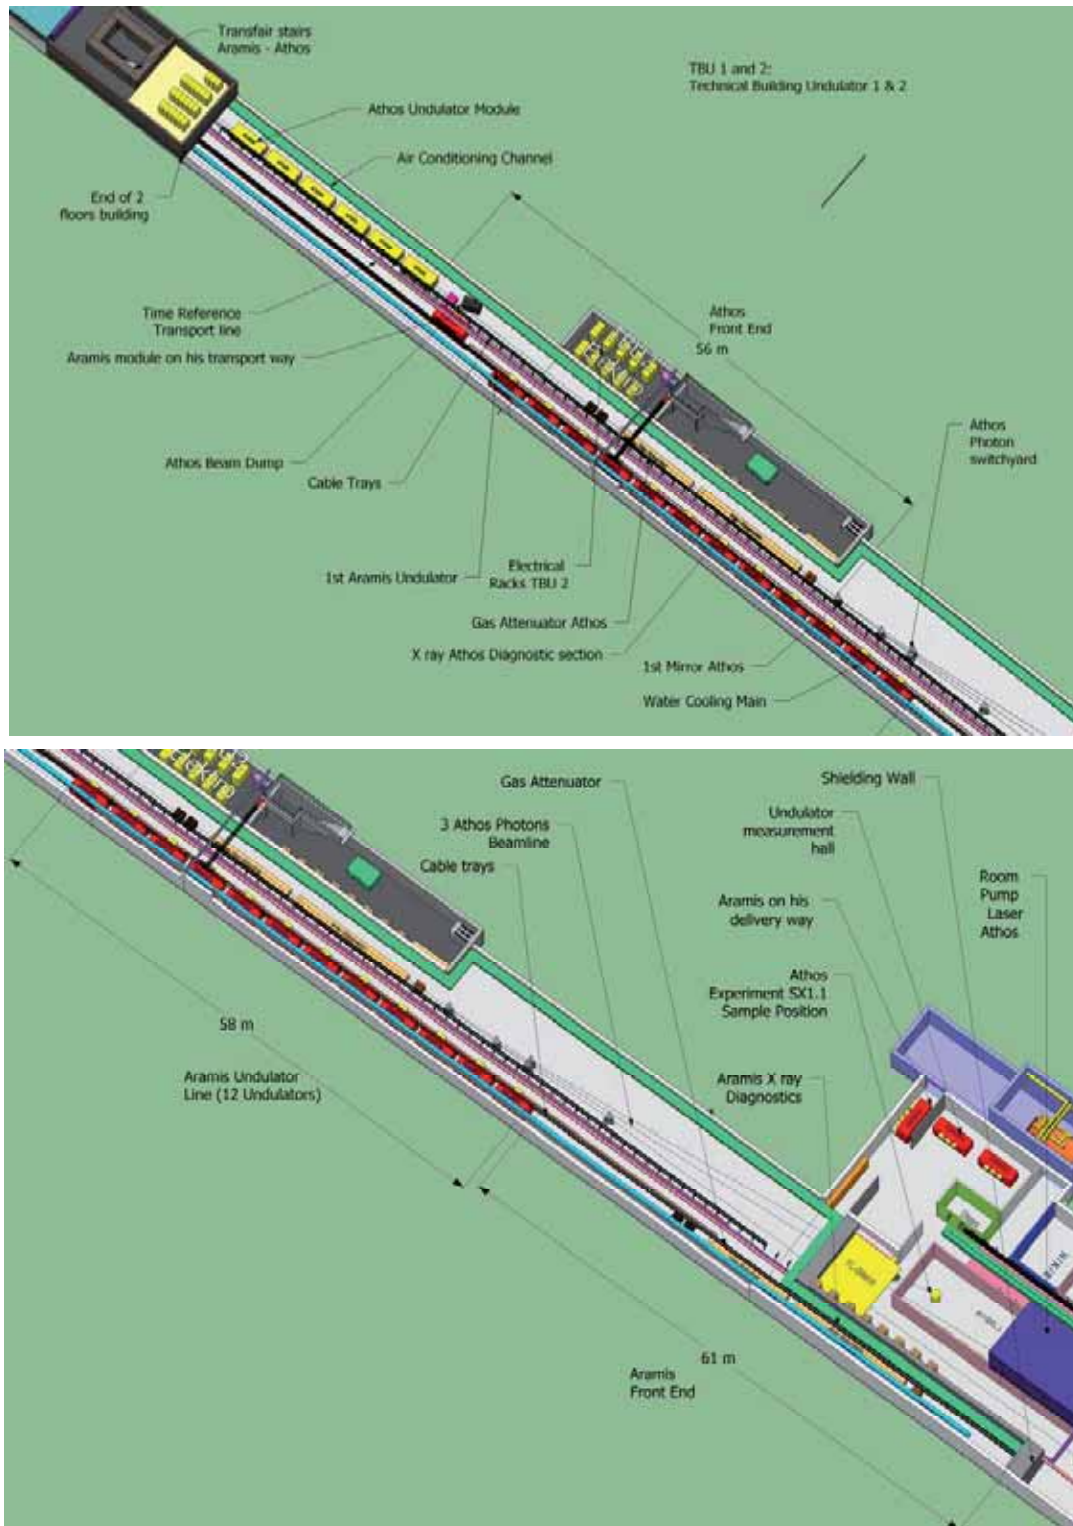 Transfair stairs
Aramis - Athos
TBU 1 and 2:
Technical Building Undulator 1 & 2
Athos Undulator Module
Air Conditioning Channel
End of 2
floors building
Time Reference
Transport line
Aramis module on his transport way
Athos
Front End
56 m
Athos
Photon
switchyard
Athos Beam Dump
Cable Trays
1st Aramis Undulator
Electrical
Racks TBU 2
Gas Attenuator Athos
X ray Athos Diagnostic section
1st Mirror Athos
Water Cooling Main
Gas Attenuator
Shielding Wall
3 Athos Photons
Beamline
Undulator
measurement
hall
Cable trays
Room
Pump
Laser
Athos
Aramis on his
delivery way
Athos
Experiment SX1.1
Sample Position
58 m
Aramis Undulator
Line (12 Undulators)
Aramis X ray
Diagnostics
61 m
Aramis
Front End